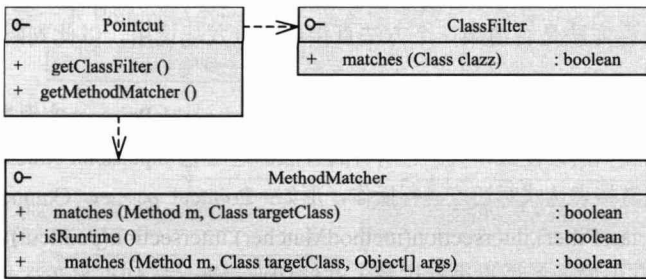 Pointcut
+ getClassFilter ()
+ getMethodMatcher ()
ClassFilter
+ matches (Class clazz) : boolean
MethodMatcher
+ matches (Method m, Class targetClass) : boolean
+ isRuntime () : boolean
+ matches (Method m, Class targetClass, Object[] args) : boolean